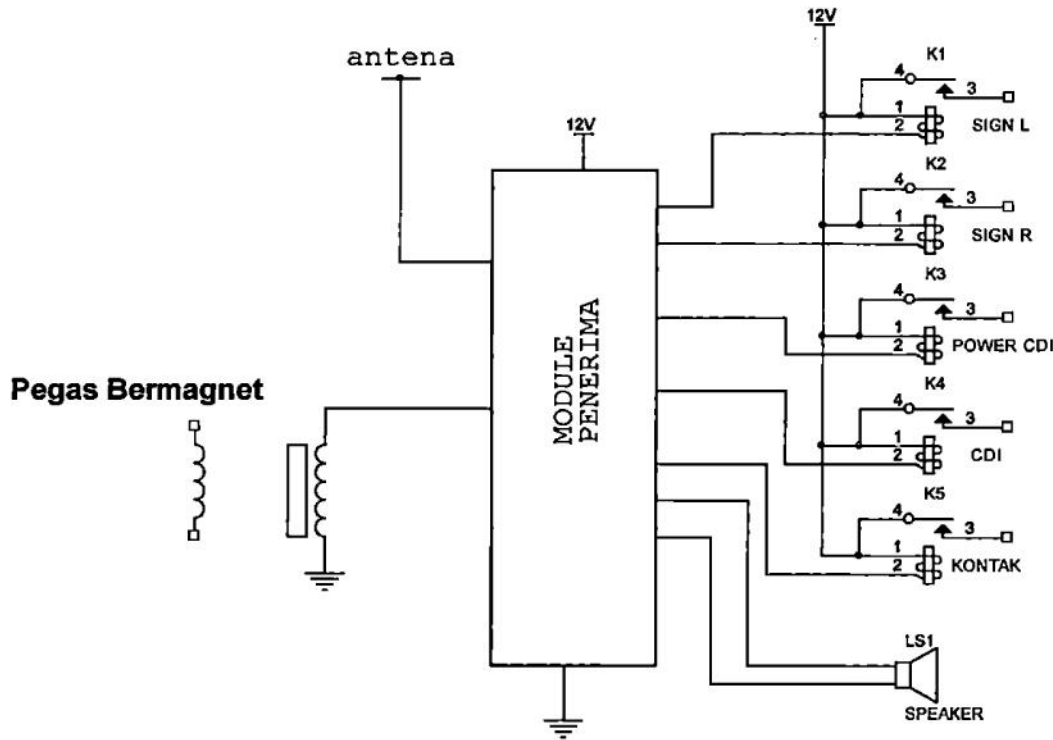 antena
12V
MODULE
PENERIMA
Pegas Bermagnet
12V
K1
4
3
1
2
SIGN L
K2
4
3
1
2
SIGN R
K3
4
3
1
2
POWER CDI
K4
4
3
1
2
CDI
K5
4
3
1
2
KONTAK
LS1
SPEAKER